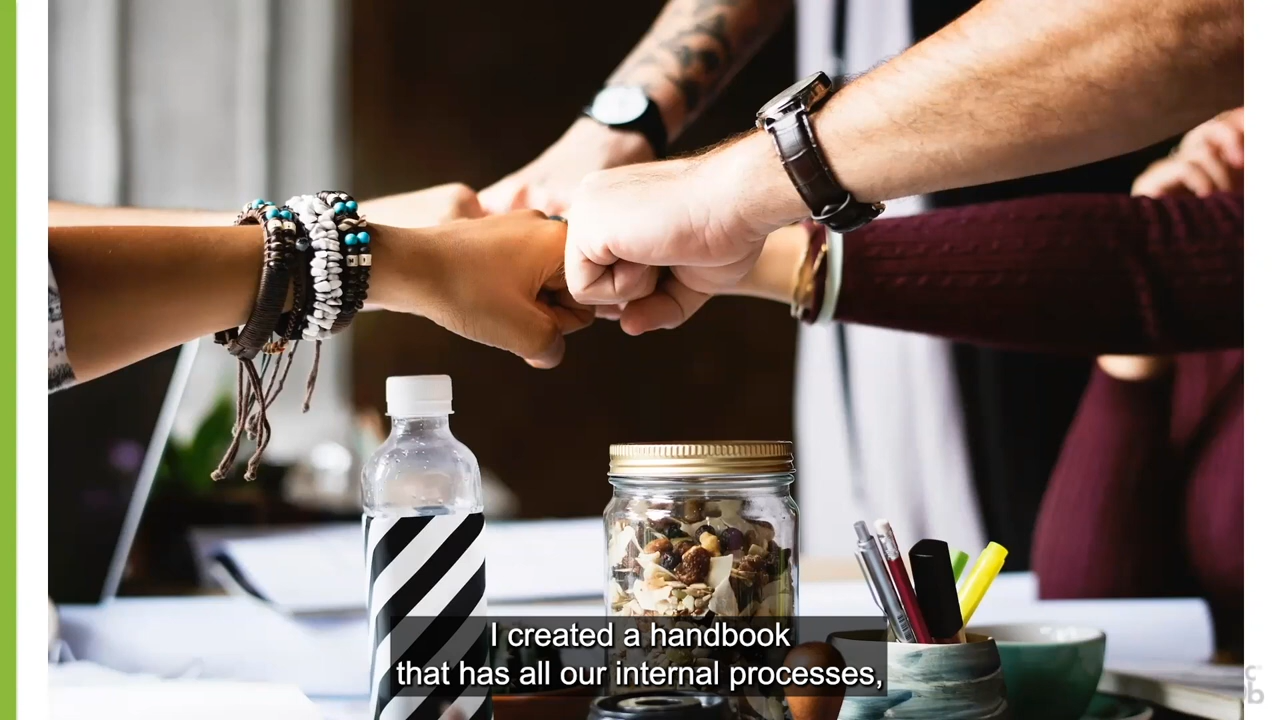 I created a handbook
that has all our internal processes,
c
b